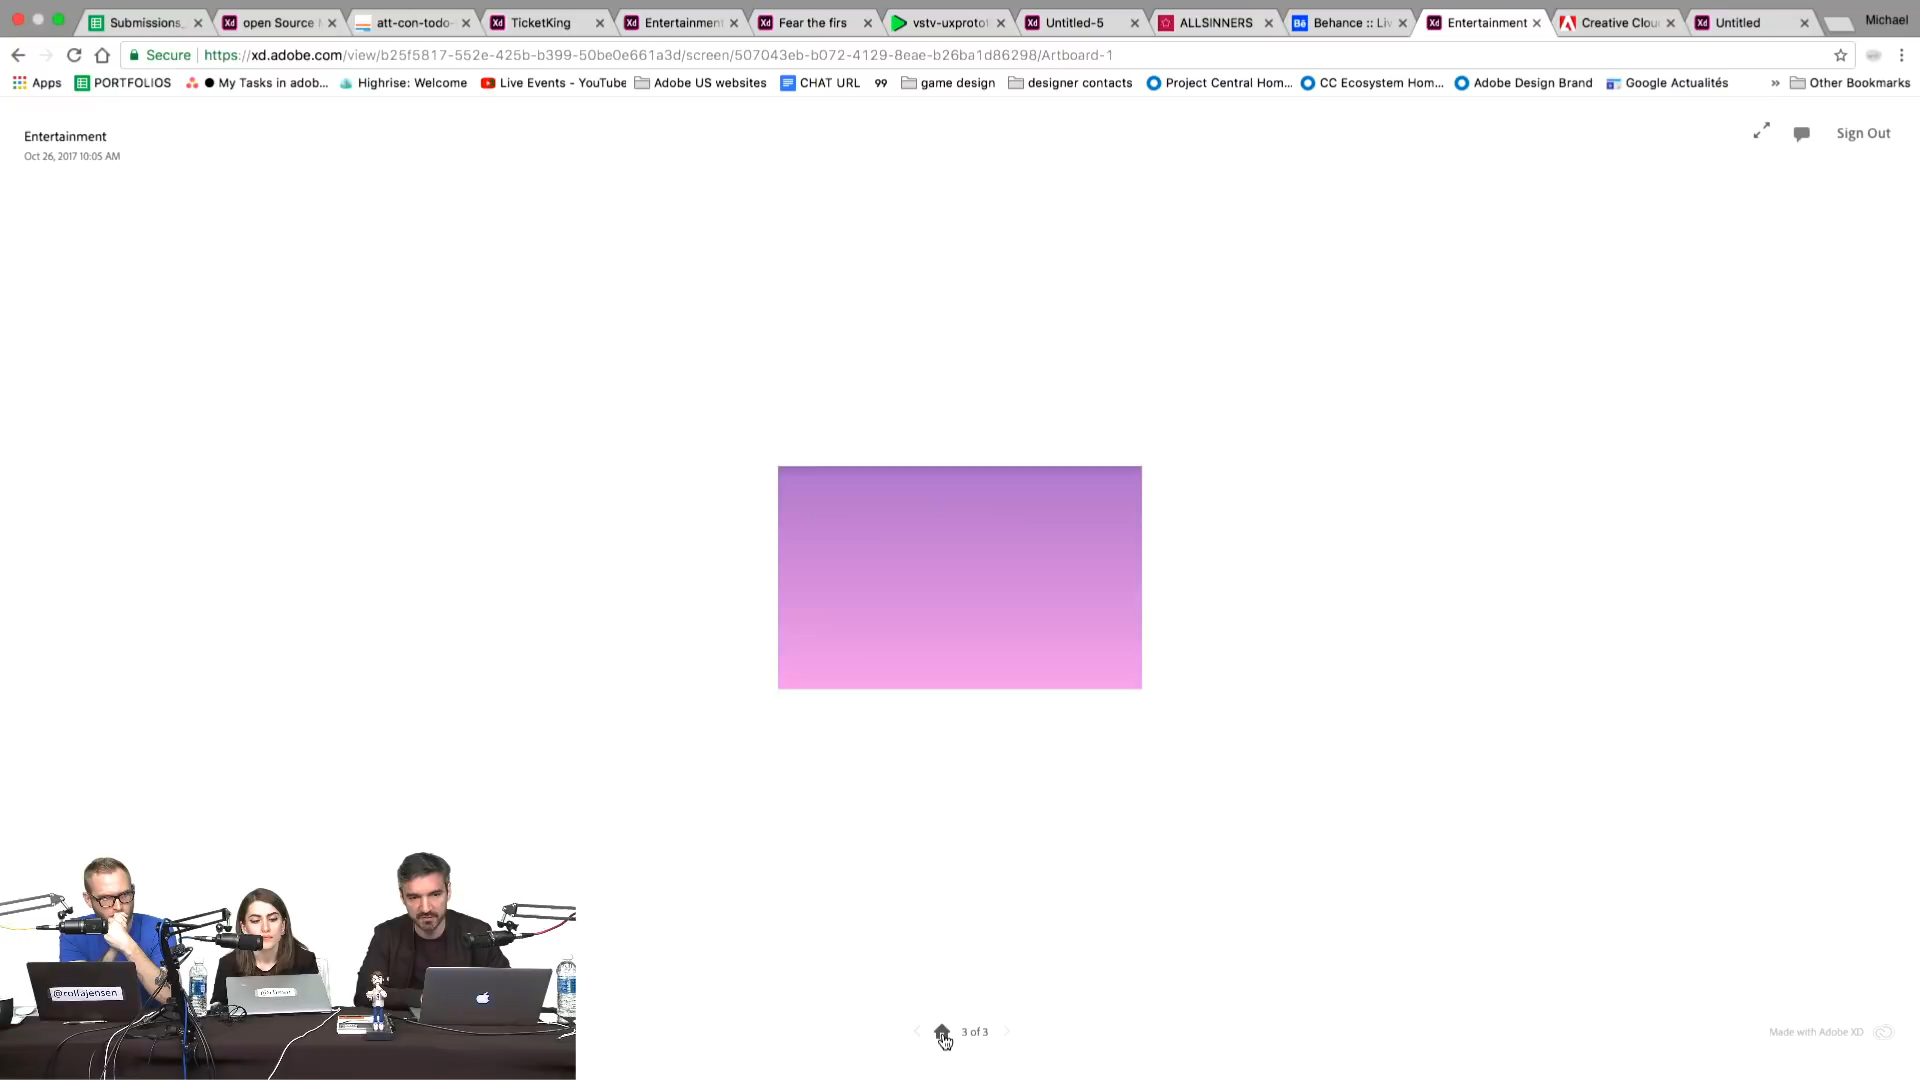 Submissions_
open Source
att-con-todo-
TicketKing
Entertainment
Fear the firs
vstv-uxprotot
Untitled-5
ALLSINNERS
Behance :: Liv
Entertainment
Creative Clou
Untitled
Michael
Secure
https://xd.adobe.com/view/b25f5817-552e-425b-b399-50be0e661a3d/screen/507043eb-b072-4129-8eae-b26ba1d86298/Artboard-1
Apps
PORTFOLIOS
My Tasks in adob...
Highrise: Welcome
Live Events - YouTube
Adobe US websites
CHAT URL
99
game design
designer contacts
Project Central Hom...
CC Ecosystem Hom...
Adobe Design Brand
Google Actualités
»
Other Bookmarks
Entertainment
Oct 26, 2017 10:05 AM
Sign Out
@rolfajensen
3 of 3
Made with Adobe XD